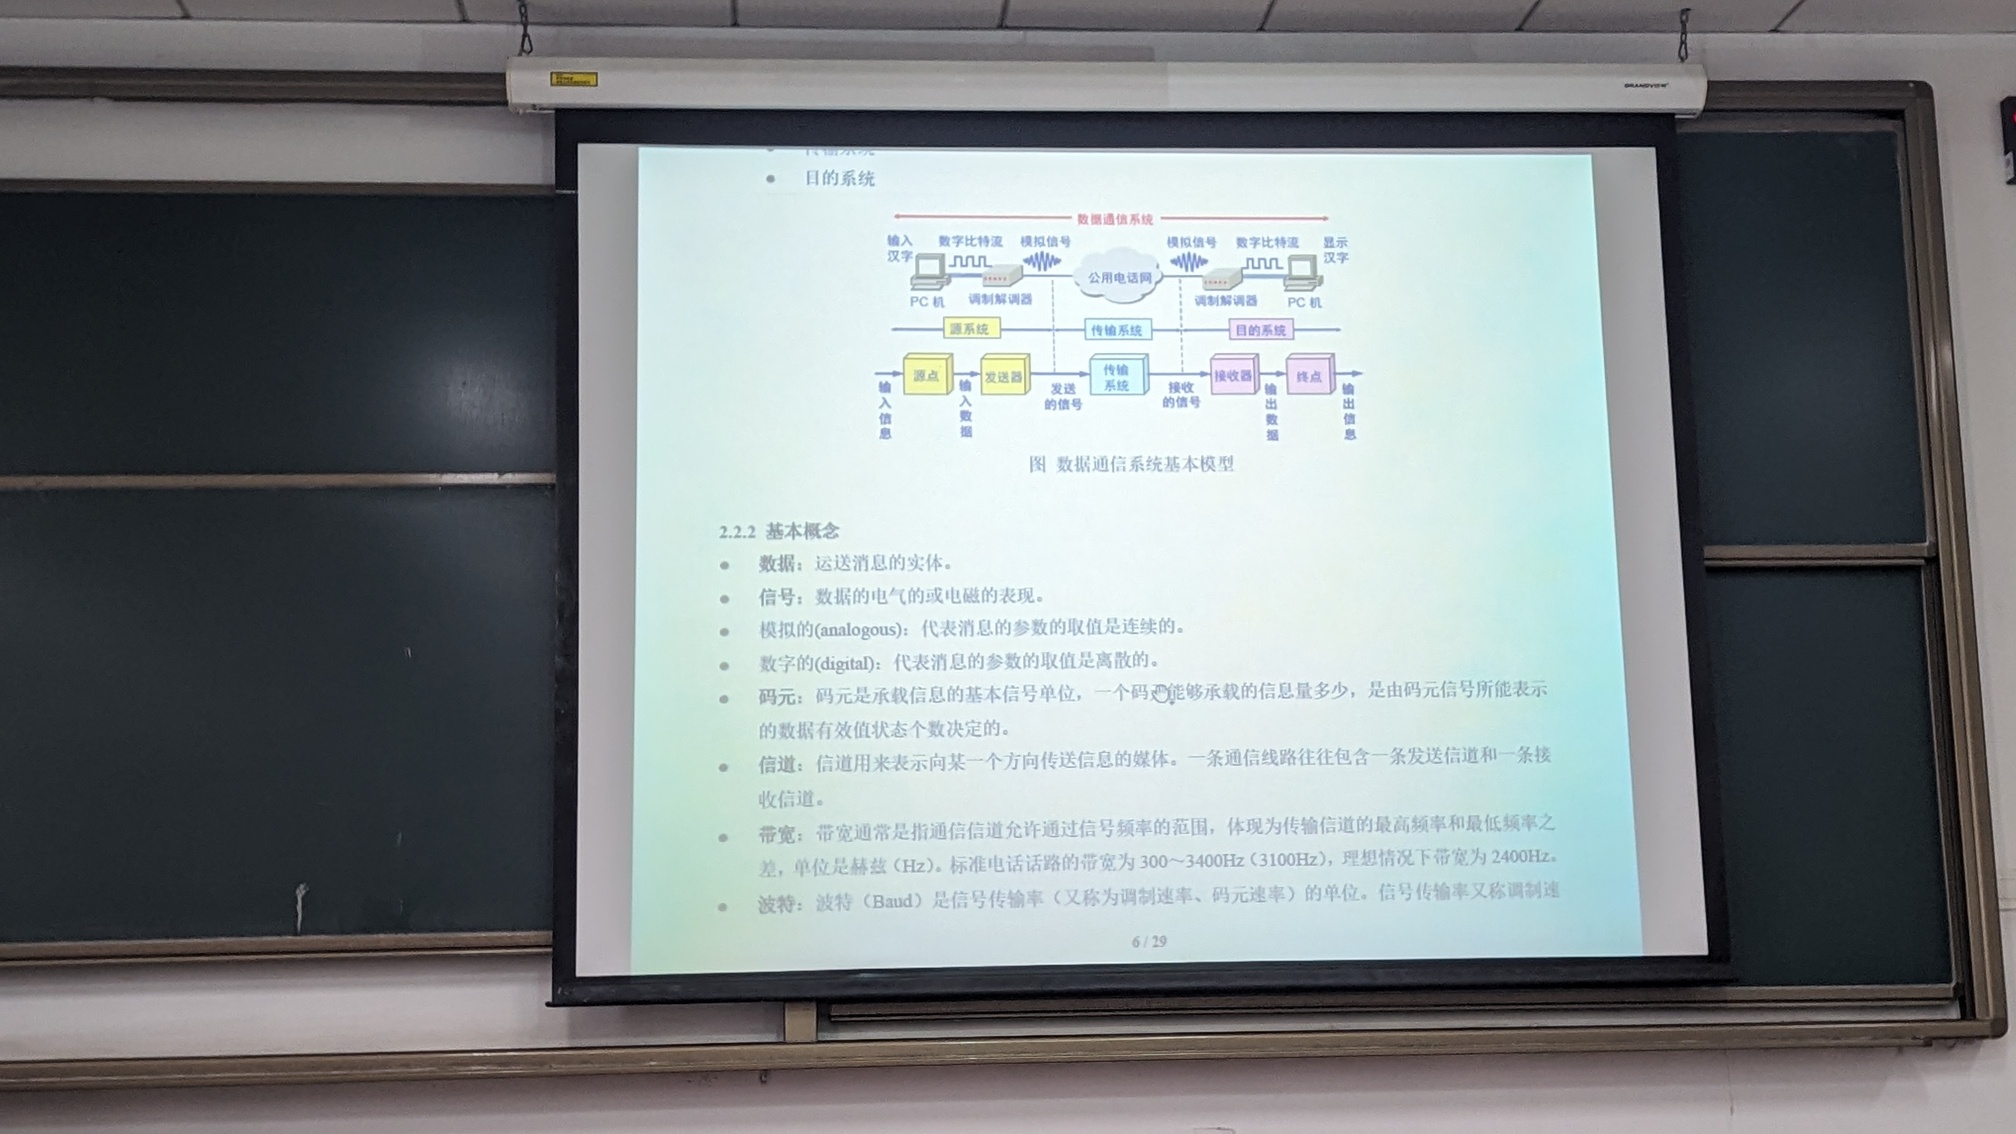 BRANDVIEW
传输系统
目的系统
数据通信系统
输入汉字 数字比特流 模拟信号 模拟信号 数字比特流 显示汉字
公用电话网
PC 机 调制解调器 调制解调器 PC 机
源系统 传输系统 目的系统
源点 发送器 传输系统 接收器 终点
输入信息 输入数据 发送的信号 接收的信号 输出数据 输出信息
图 数据通信系统基本模型
2.2.2 基本概念
● 数据：运送消息的实体。
● 信号：数据的电气的或电磁的表现。
● 模拟的(analogous)：代表消息的参数的取值是连续的。
● 数字的(digital)：代表消息的参数的取值是离散的。
● 码元：码元是承载信息的基本信号单位，一个码元能够承载的信息量多少，是由码元信号所能表示
的数据有效值状态个数决定的。
● 信道：信道用来表示向某一个方向传送信息的媒体。一条通信线路往往包含一条发送信道和一条接
收信道。
● 带宽：带宽通常是指通信信道允许通过信号频率的范围，体现为传输信道的最高频率和最低频率之
差，单位是赫兹（Hz）。标准电话话路的带宽为 300～3400Hz（3100Hz），理想情况下带宽为 2400Hz。
● 波特：波特（Baud）是信号传输率（又称为调制速率、码元速率）的单位。信号传输率又称调制速
6 / 29